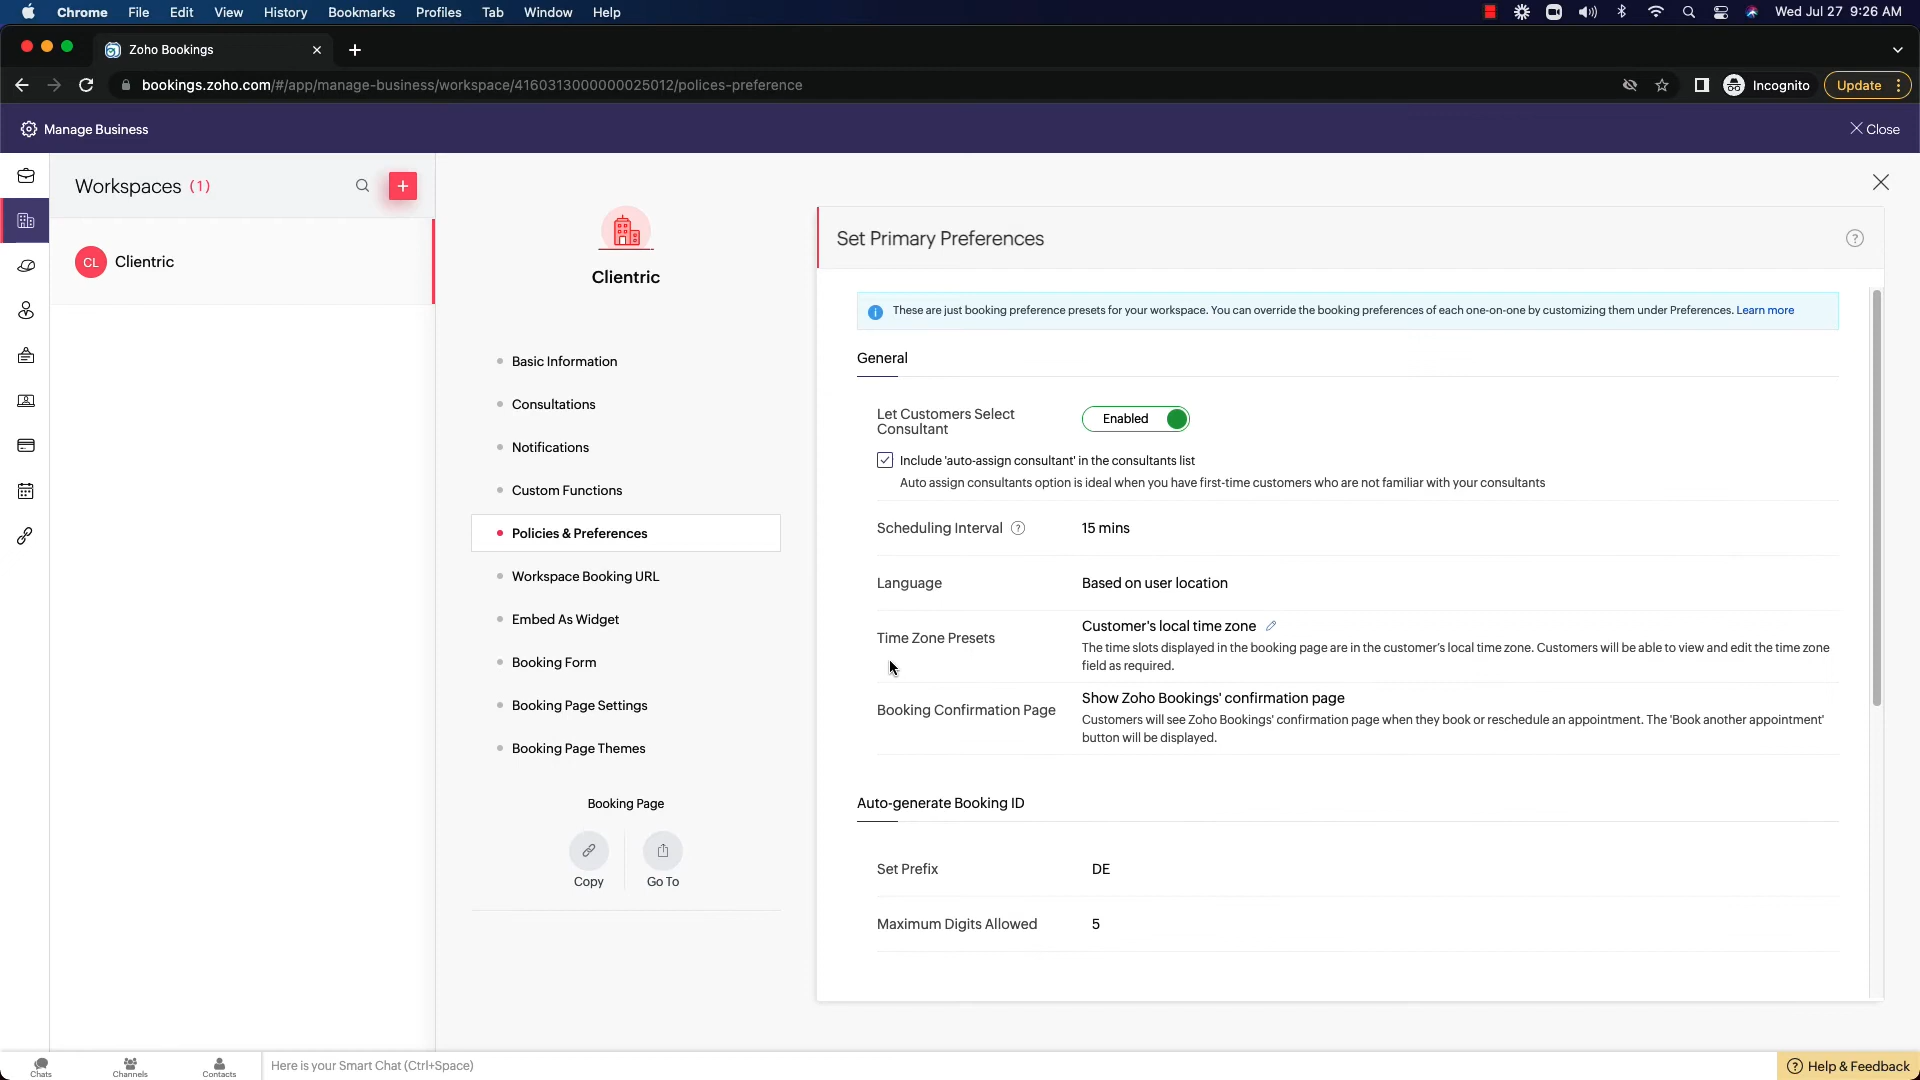 Chrome File Edit View History Bookmarks Profiles Tab Window Help Wed Jul 27 9:26 AM
Zoho Bookings
bookings.zoho.com/#/app/manage-business/workspace/4160313000000025012/polices-preference Incognito Update
Manage Business Close
Workspaces (1)
CL Clientric
Clientric
Basic Information
Consultations
Notifications
Custom Functions
Policies & Preferences
Workspace Booking URL
Embed As Widget
Booking Form
Booking Page Settings
Booking Page Themes
Booking Page
Copy Go To
Set Primary Preferences
These are just booking preference presets for your workspace. You can override the booking preferences of each one-on-one by customizing them under Preferences. Learn more
General
Let Customers Select
Consultant
Enabled
Include 'auto-assign consultant' in the consultants list
Auto assign consultants option is ideal when you have first-time customers who are not familiar with your consultants
Scheduling Interval 15 mins
Language Based on user location
Time Zone Presets
Customer's local time zone
The time slots displayed in the booking page are in the customer's local time zone. Customers will be able to view and edit the time zone
field as required.
Booking Confirmation Page
Show Zoho Bookings' confirmation page
Customers will see Zoho Bookings' confirmation page when they book or reschedule an appointment. The 'Book another appointment'
button will be displayed.
Auto-generate Booking ID
Set Prefix DE
Maximum Digits Allowed 5
Chats Channels Contacts Here is your Smart Chat (Ctrl+Space) Help & Feedback